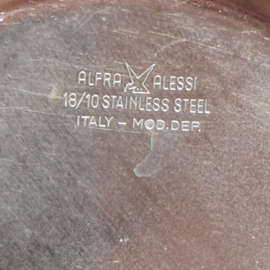 ALFRA ALESSI
18/10 STAINLESS STEEL
ITALY - MOD.DEP.